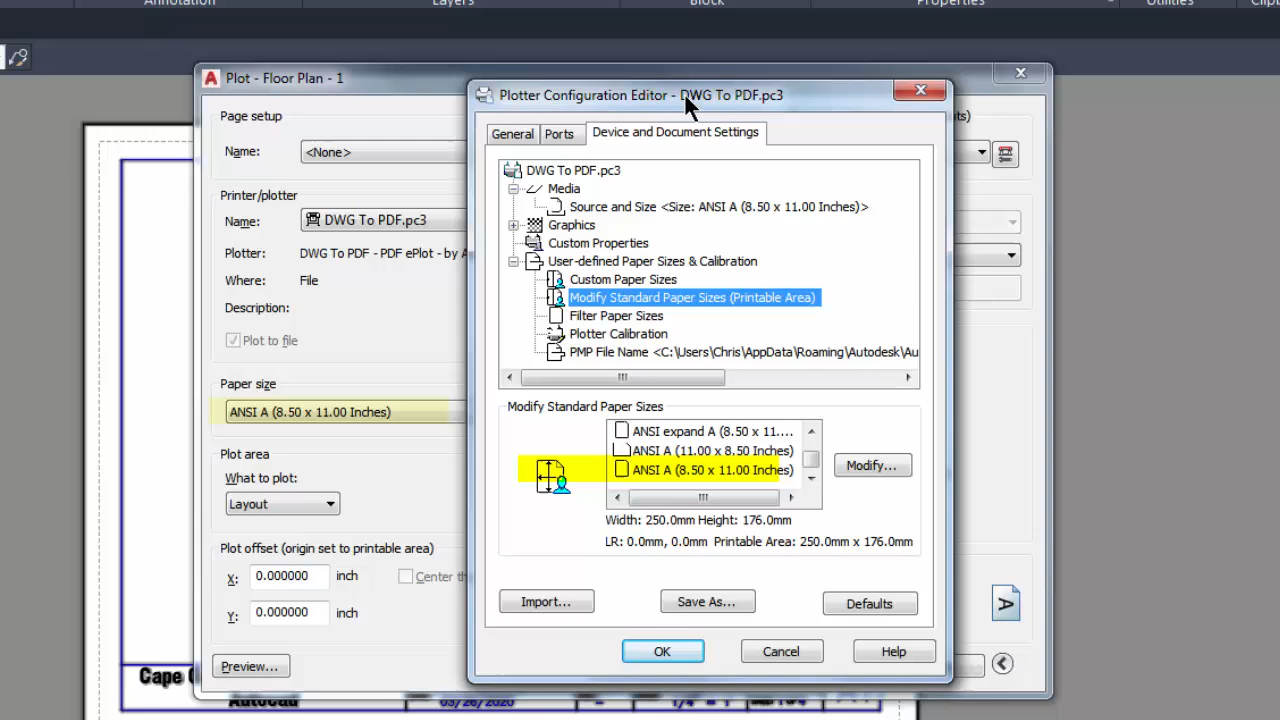 Annotation
Layers
Block
Properties
Utilities
Plot - Floor Plan - 1
Page setup
Name:
<None>
Printer/plotter
Name:
DWG To PDF.pc3
Plotter:
DWG To PDF - PDF ePlot - by
Where:
File
Description:
Plot to file
Paper size
ANSI A (8.50 x 11.00 Inches)
Plot area
What to plot:
Layout
Plot offset (origin set to printable area)
X:
0.000000
inch
Center
Y:
0.000000
inch
Preview...
Plotter Configuration Editor - DWG To PDF.pc3
General
Ports
Device and Document Settings
DWG To PDF.pc3
Media
Source and Size <Size: ANSI A (8.50 x 11.00 Inches)>
Graphics
Custom Properties
User-defined Paper Sizes & Calibration
Custom Paper Sizes
Modify Standard Paper Sizes (Printable Area)
Filter Paper Sizes
Plotter Calibration
PMP File Name <C:\Users\Chris\AppData\Roaming\Autodesk\Au
Modify Standard Paper Sizes
ANSI expand A (8.50 x 11....
ANSI A (11.00 x 8.50 Inches)
ANSI A (8.50 x 11.00 Inches)
Modify...
Width: 250.0mm Height: 176.0mm
LR: 0.0mm, 0.0mm Printable Area: 250.0mm x 176.0mm
Import...
Save As...
Defaults
OK
Cancel
Help
Cape
AutoCad
03/26/2020